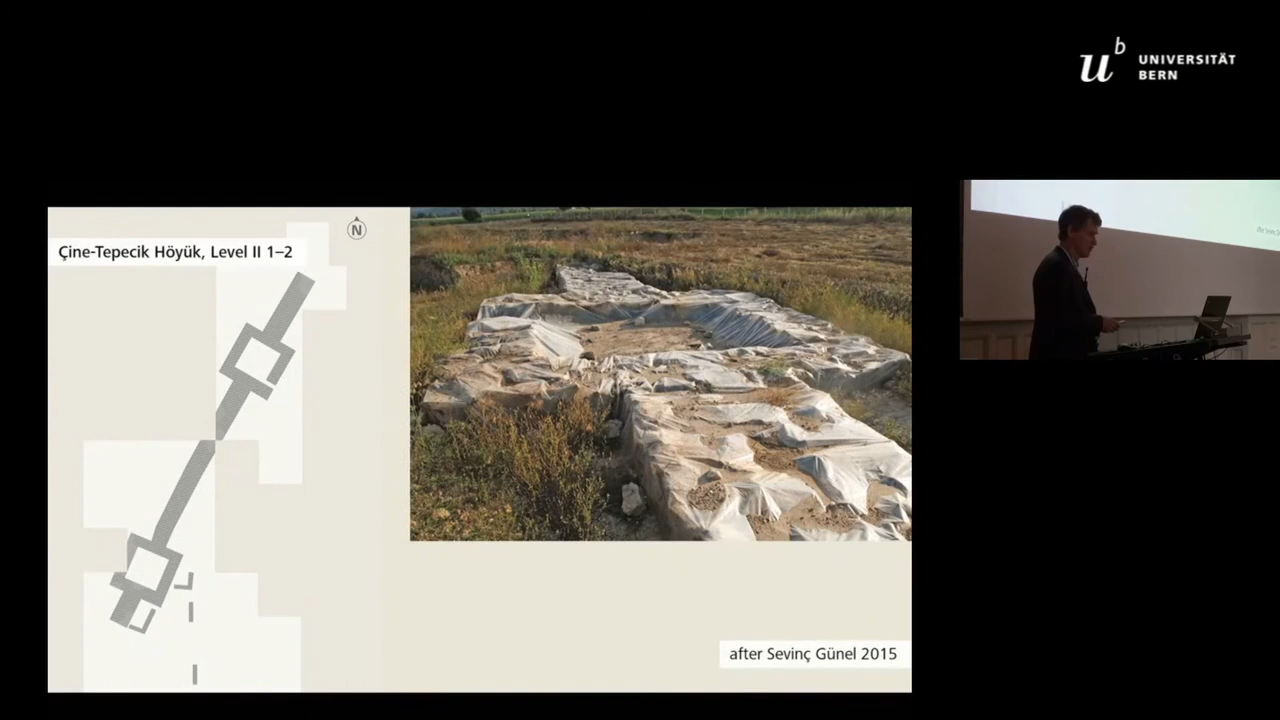 u b
UNIVERSITÄT
BERN
N
Çine-Tepecik Höyük, Level II 1–2
after Sevinç Günel 2015